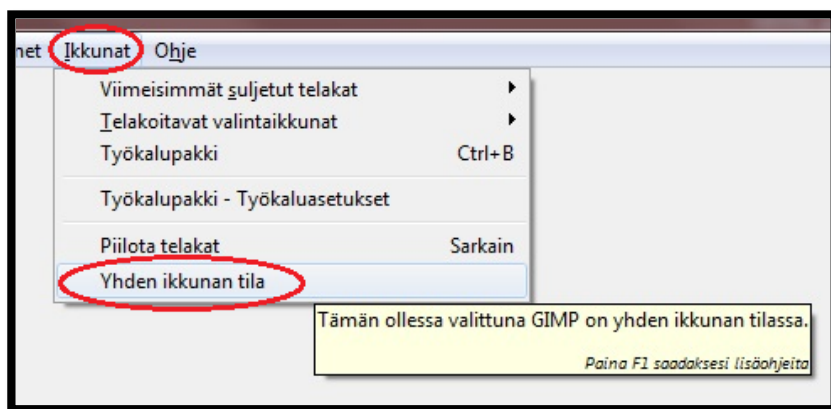 net Ikkunat Ohje
Viimeisimmät suljetut telakat
Telakoitavat valintaikkunat
Työkalupakki Ctrl+B
Työkalupakki - Työkaluasetukset
Piilota telakat Sarkain
Yhden ikkunan tila
Tämän ollessa valittuna GIMP on yhden ikkunan tilassa.
Paina F1 saadaksesi lisäohjeita